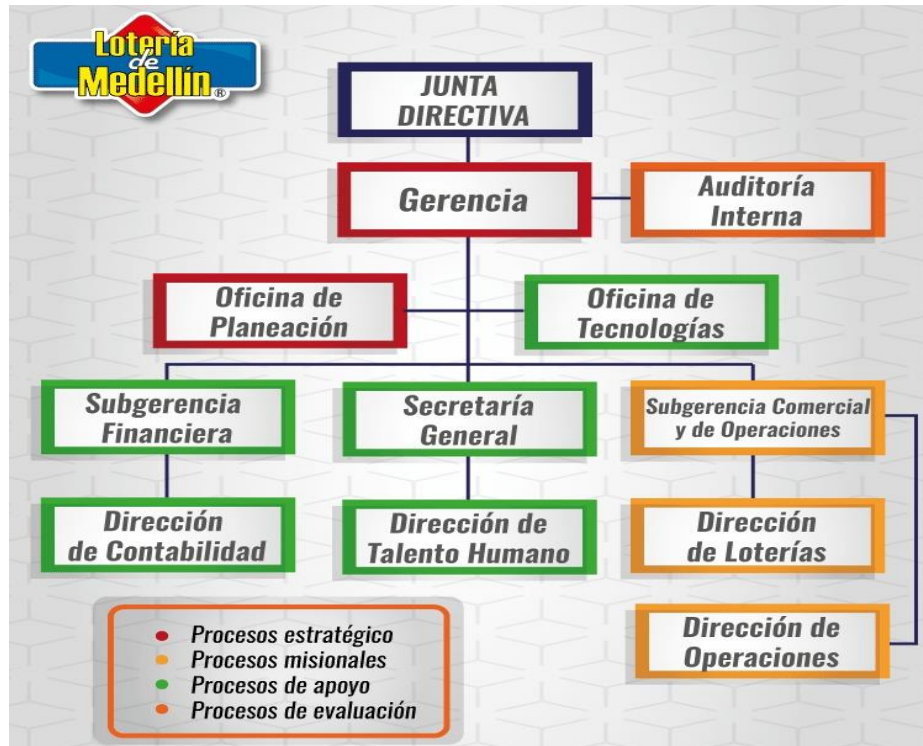 Lotería
de
Medellín®
JUNTA
DIRECTIVA
Gerencia
Auditoría
Interna
Oficina de
Planeación
Oficina de
Tecnologías
Subgerencia
Financiera
Secretaría
General
Subgerencia Comercial
y de Operaciones
Dirección
de Contabilidad
Dirección de
Talento Humano
Dirección
de Loterías
Dirección de
Operaciones
Procesos estratégico
Procesos misionales
Procesos de apoyo
Procesos de evaluación